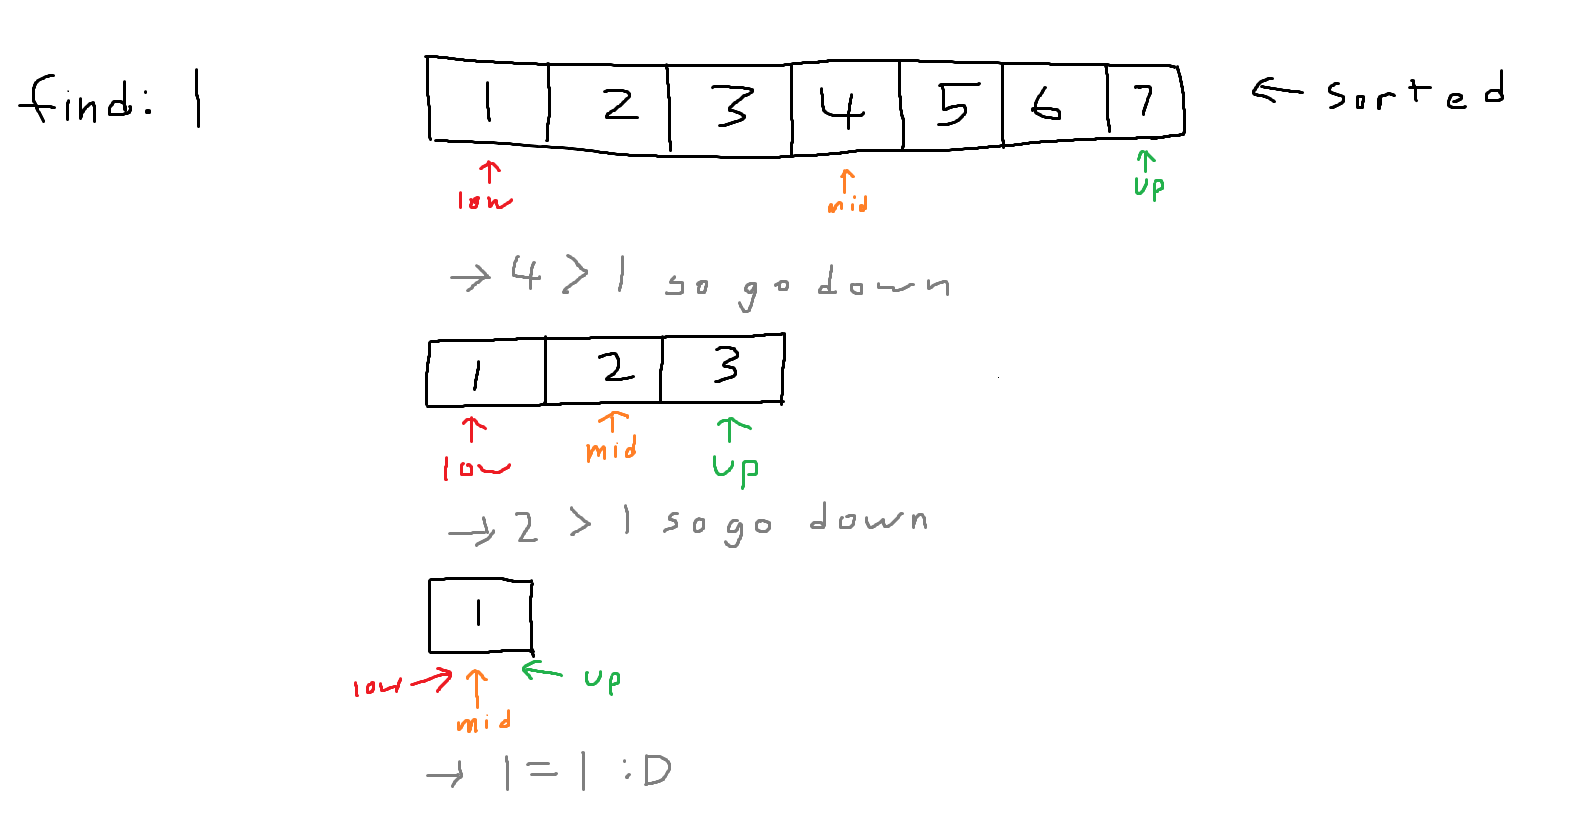 find: 1 1 2 3 4 5 6 7 ← sorted
↑ low ↑ mid ↑ up
→ 4 > 1 so go down
1 2 3
↑ low ↑ mid ↑ up
→ 2 > 1 so go down
1
low → ↑ mid ← up
→ 1 = 1 :D